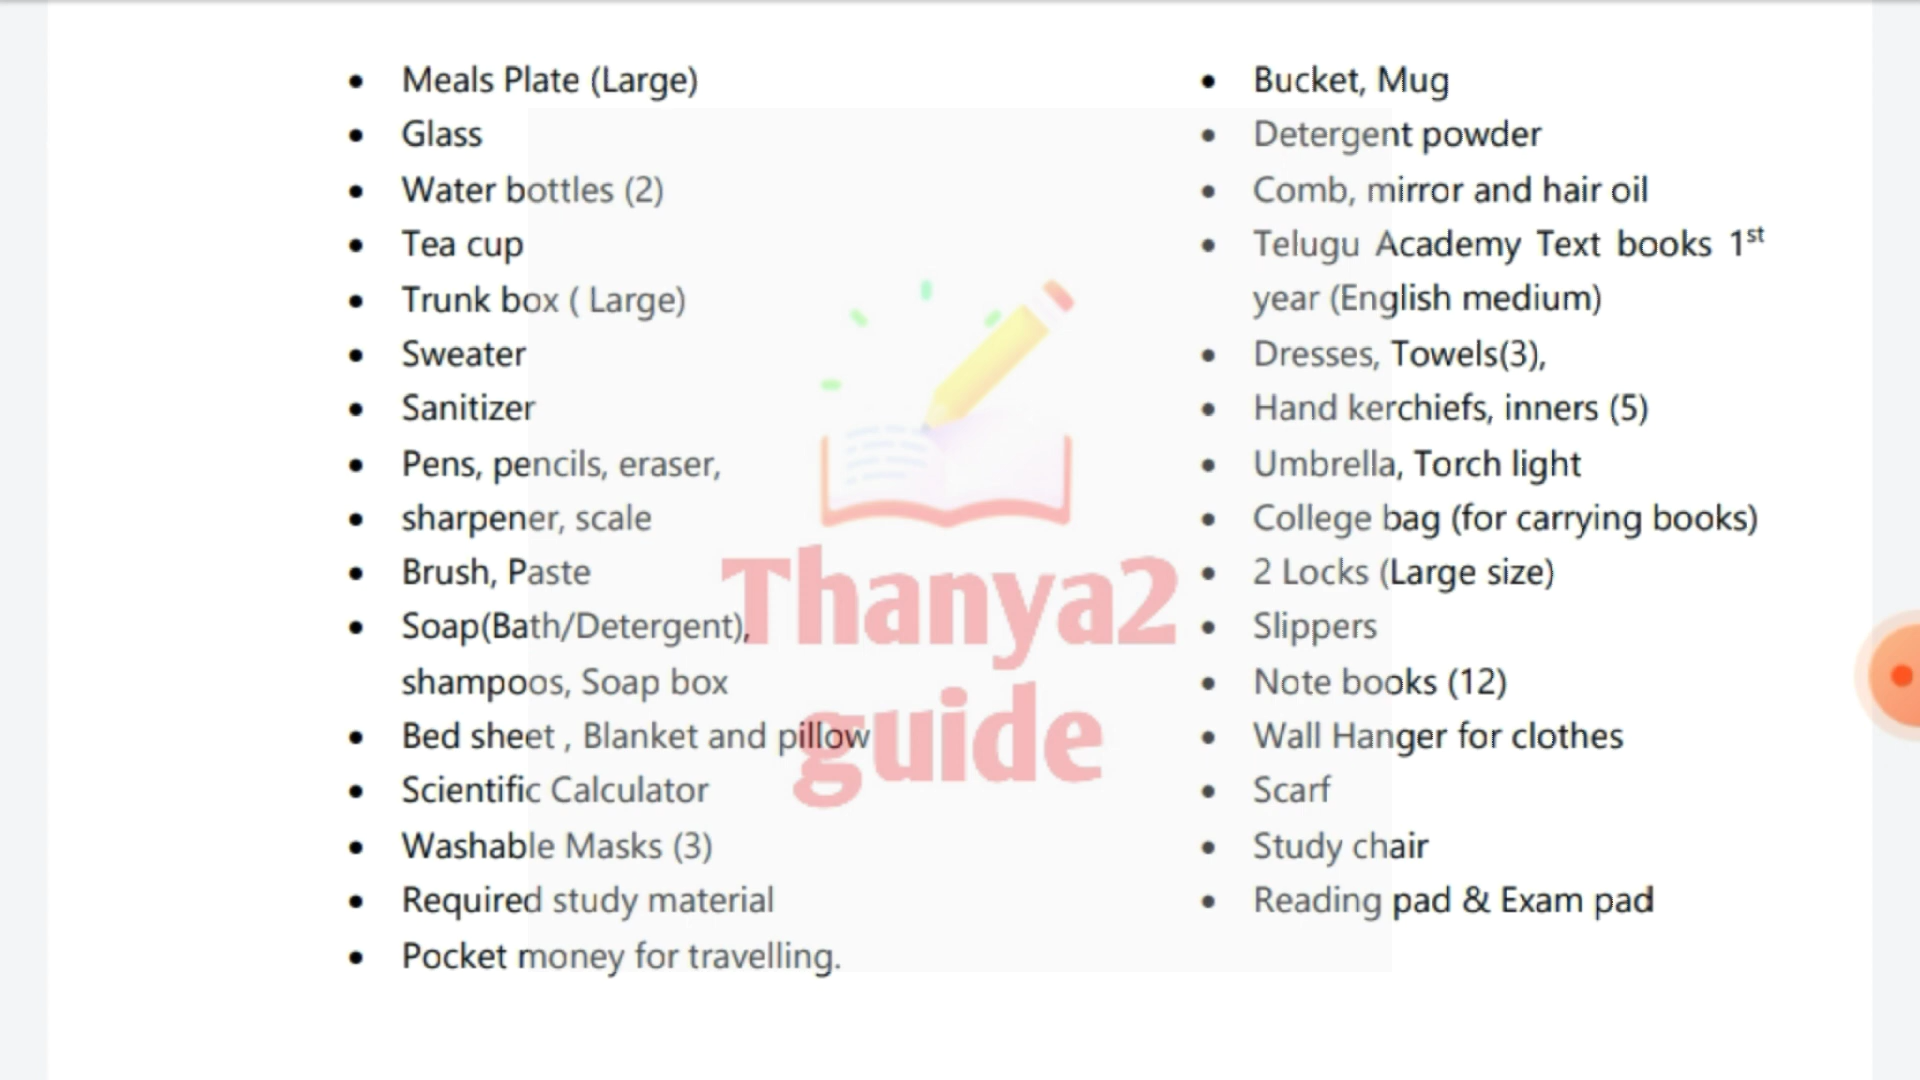 • Meals Plate (Large)
• Glass
• Water bottles (2)
• Tea cup
• Trunk box ( Large)
• Sweater
• Sanitizer
• Pens, pencils, eraser,
• sharpener, scale
• Brush, Paste
• Soap(Bath/Detergent),
shampoos, Soap box
• Bed sheet , Blanket and pillow
• Scientific Calculator
• Washable Masks (3)
• Required study material
• Pocket money for travelling.
• Bucket, Mug
• Detergent powder
• Comb, mirror and hair oil
• Telugu Academy Text books 1st
year (English medium)
• Dresses, Towels(3),
• Hand kerchiefs, inners (5)
• Umbrella, Torch light
• College bag (for carrying books)
• 2 Locks (Large size)
• Slippers
• Note books (12)
• Wall Hanger for clothes
• Scarf
• Study chair
• Reading pad & Exam pad
Thanya2
guide